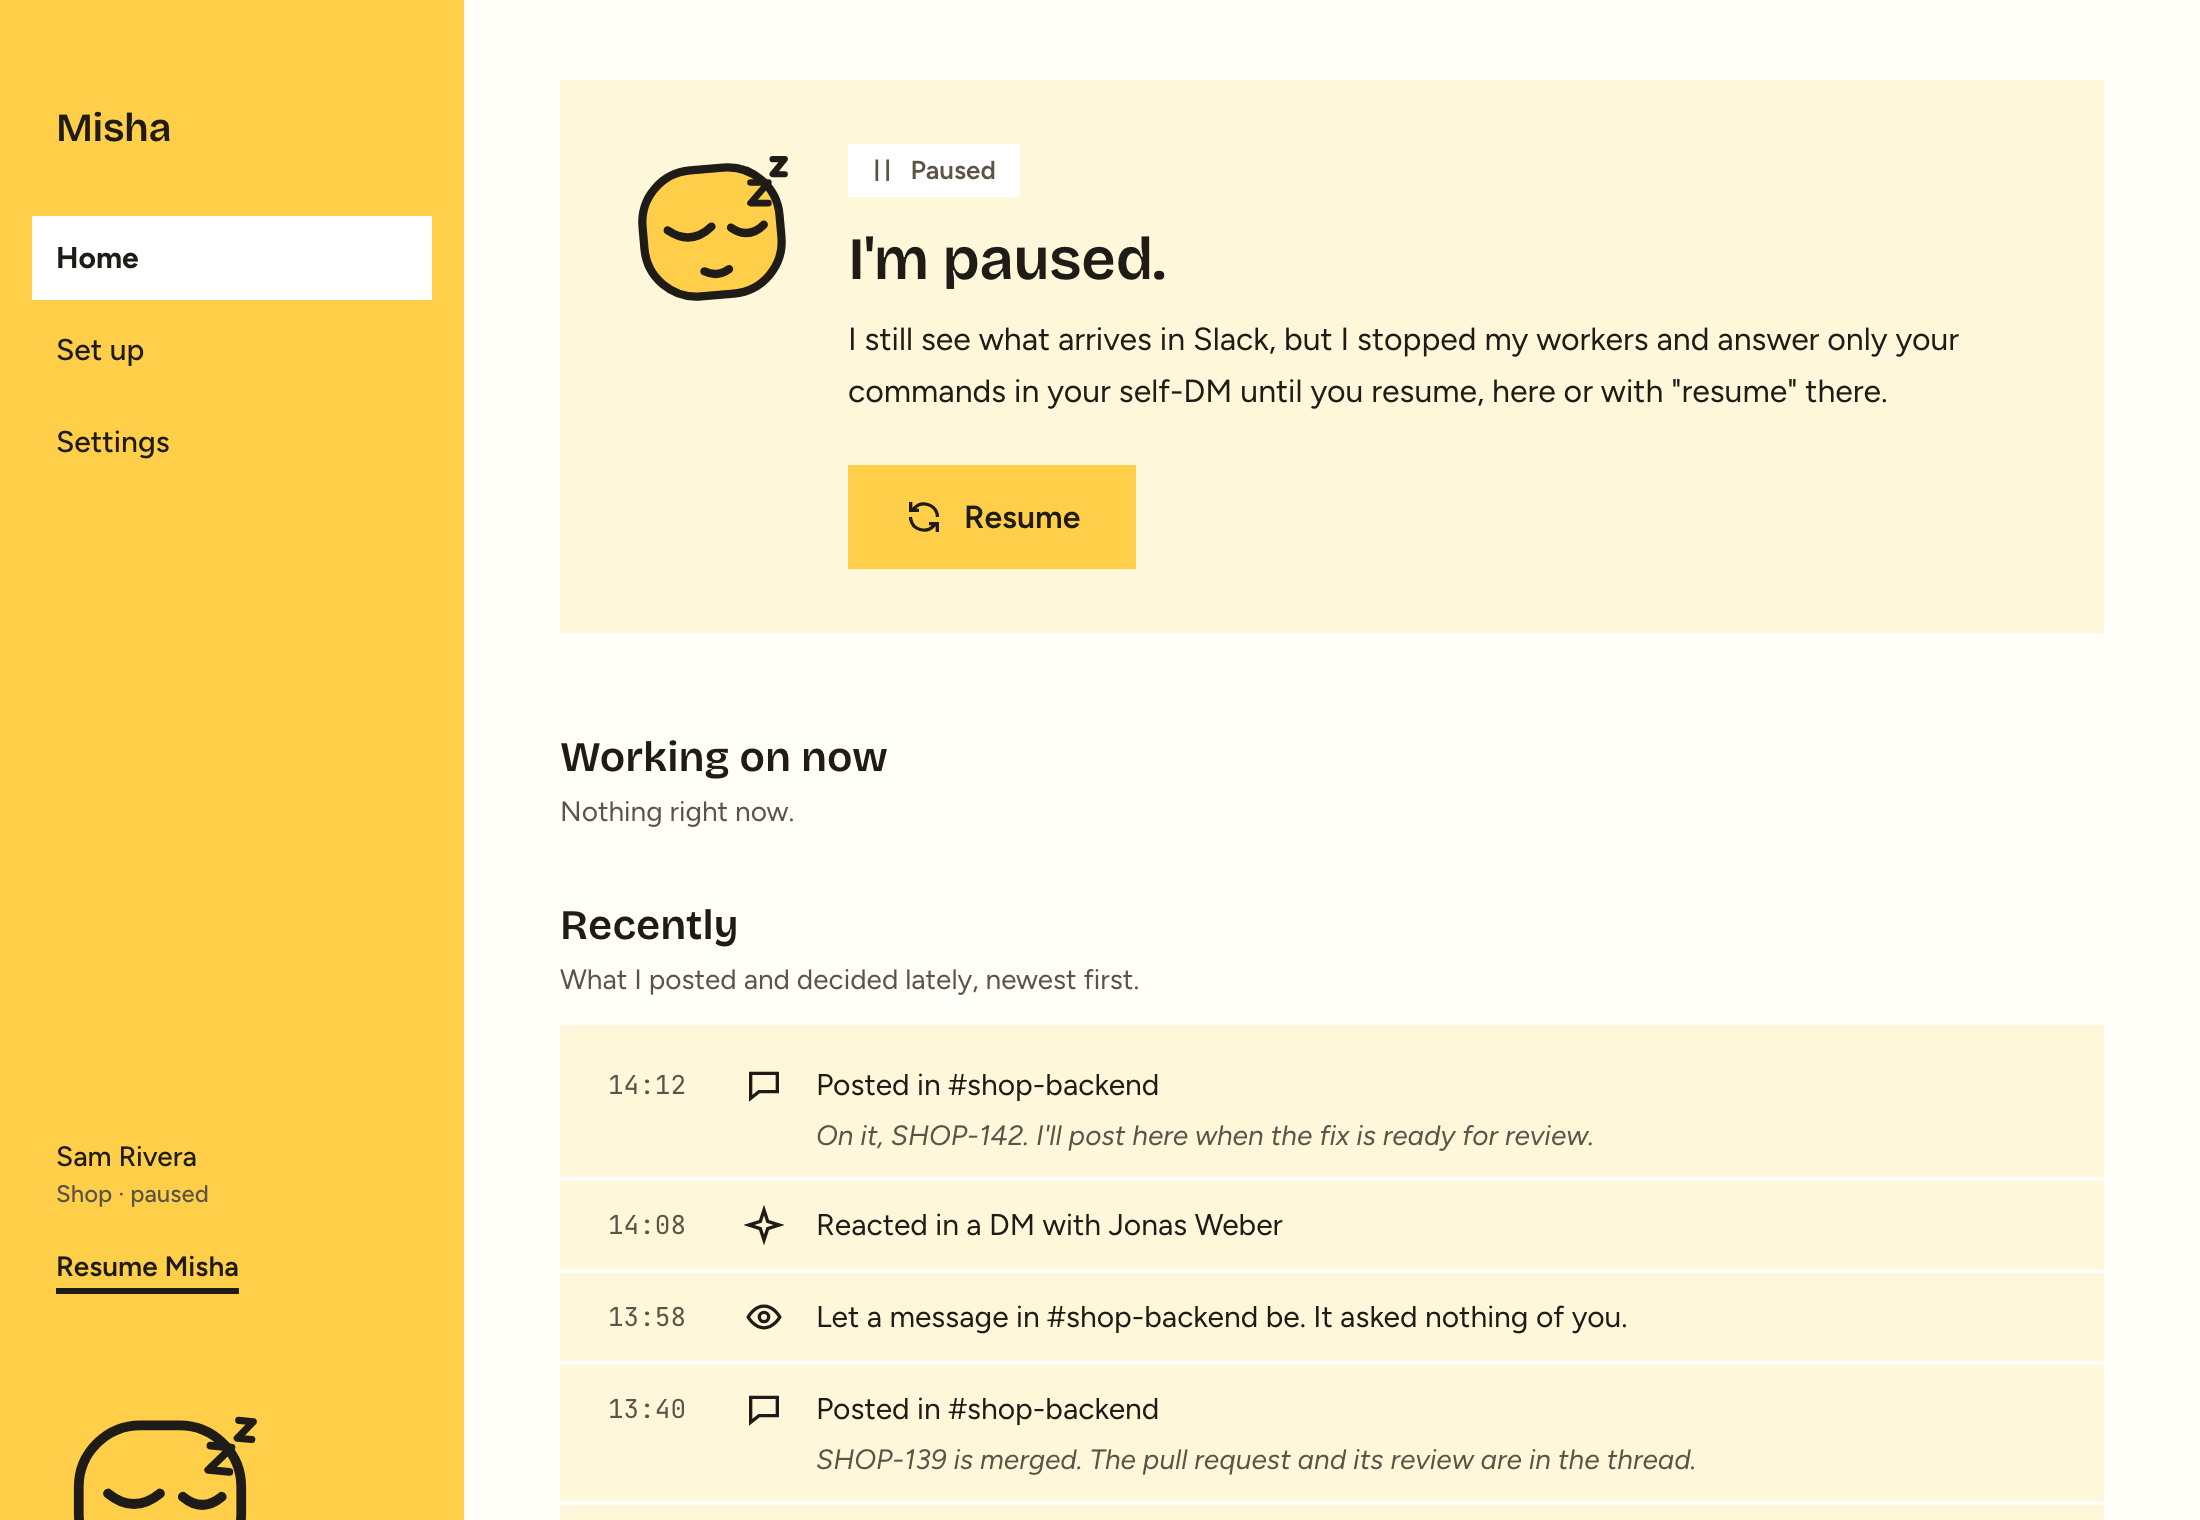 Misha
Home
Set up
Settings
Sam Rivera
Shop · paused
Resume Misha
Paused
I'm paused.
I still see what arrives in Slack, but I stopped my workers and answer only your
commands in your self-DM until you resume, here or with "resume" there.
Resume
Working on now
Nothing right now.
Recently
What I posted and decided lately, newest first.
14:12 Posted in #shop-backend
On it, SHOP-142. I'll post here when the fix is ready for review.
14:08 Reacted in a DM with Jonas Weber
13:58 Let a message in #shop-backend be. It asked nothing of you.
13:40 Posted in #shop-backend
SHOP-139 is merged. The pull request and its review are in the thread.